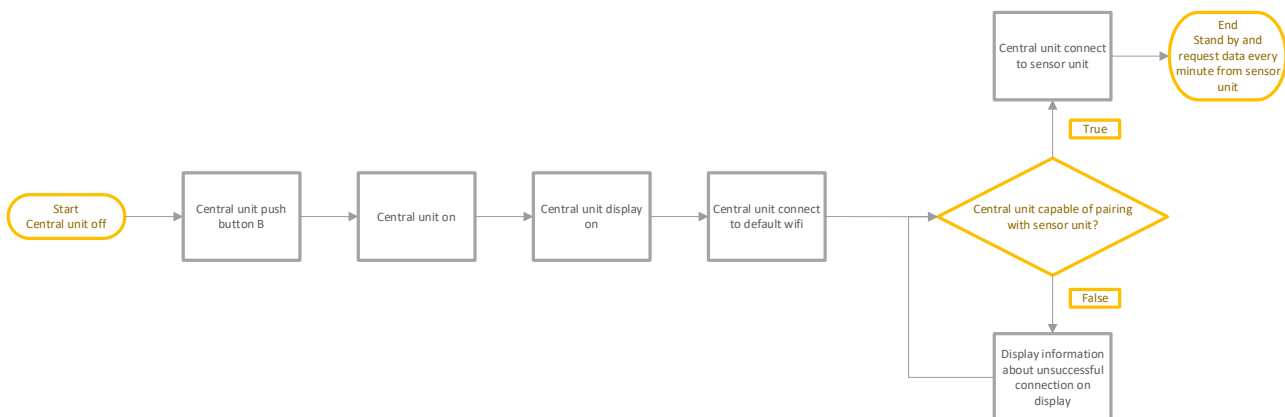 Start
Central unit off
Central unit push
button B
Central unit on
Central unit display
on
Central unit connect
to default wifi
Central unit capable of pairing
with sensor unit?
True
Central unit connect
to sensor unit
End
Stand by and
request data every
minute from sensor
unit
False
Display information
about unsuccessful
connection on
display